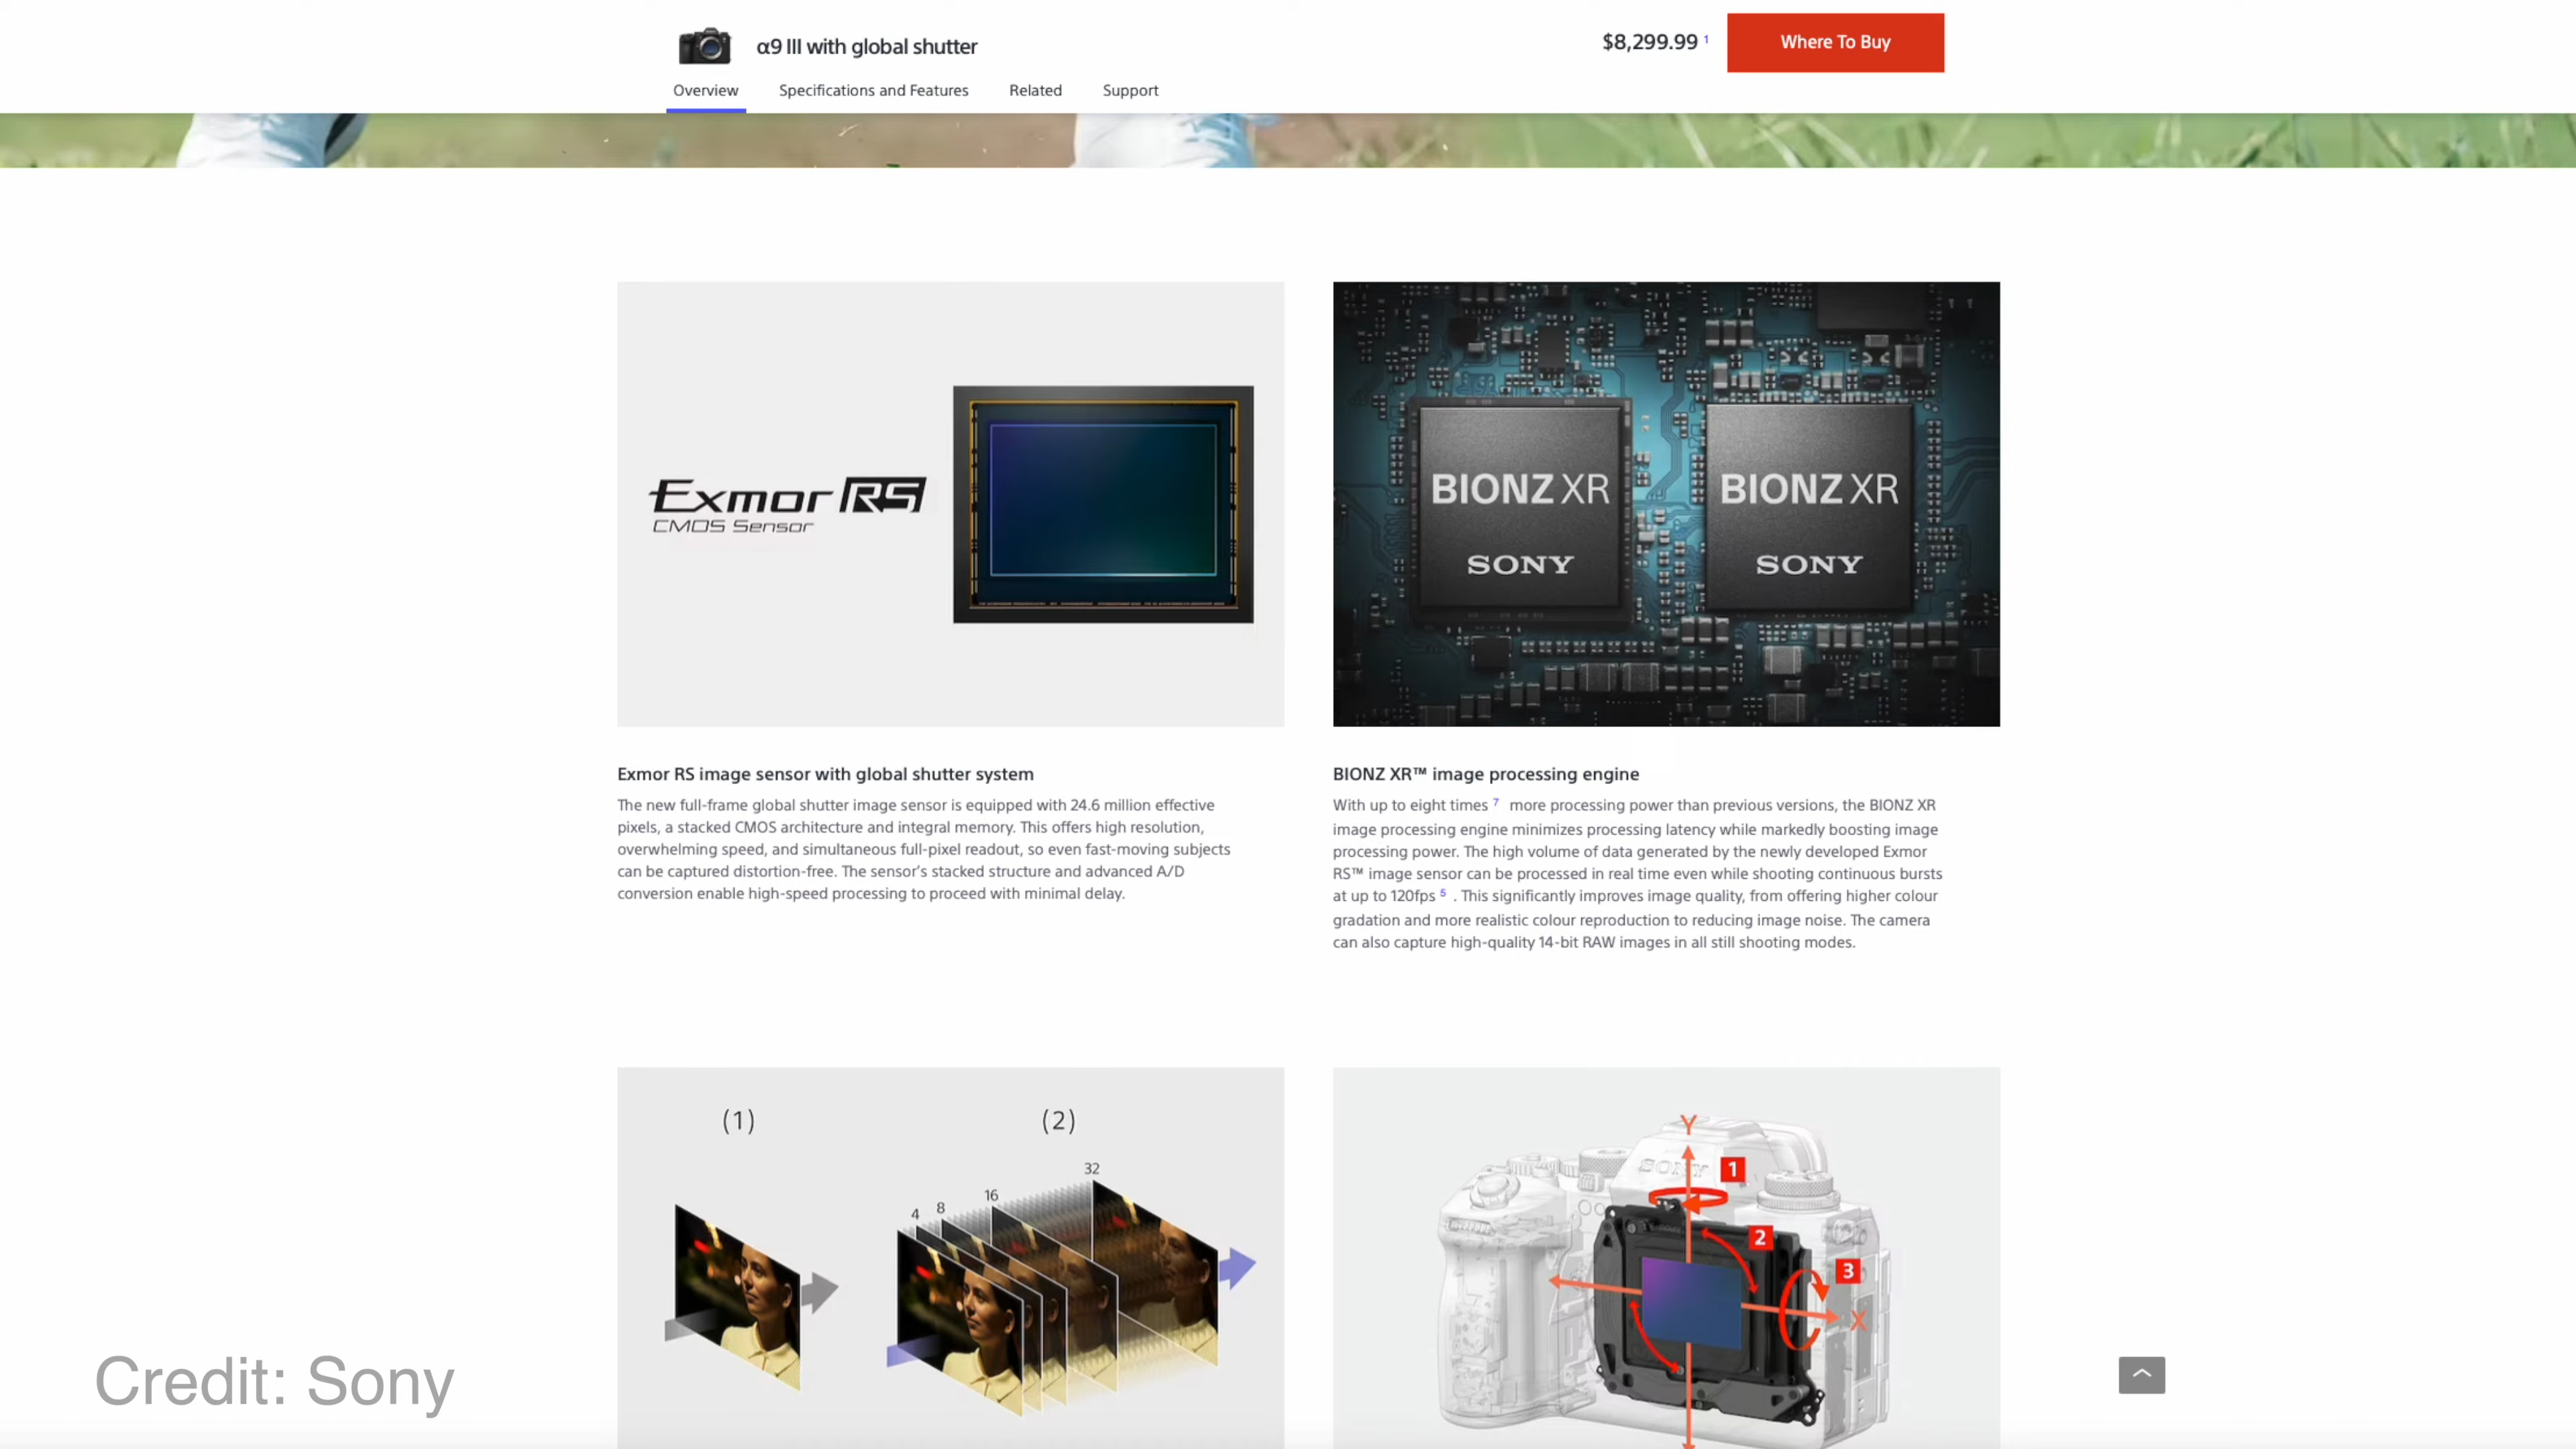 α9 III with global shutter
$8,299.99 1
Where To Buy
Overview
Specifications and Features
Related
Support
Exmor RS
CMOS Sensor
BIONZ XR
SONY
BIONZ XR
SONY
Exmor RS image sensor with global shutter system
The new full-frame global shutter image sensor is equipped with 24.6 million effective
pixels, a stacked CMOS architecture and integral memory. This offers high resolution,
overwhelming speed, and simultaneous full-pixel readout, so even fast-moving subjects
can be captured distortion-free. The sensor's stacked structure and advanced A/D
conversion enable high-speed processing to proceed with minimal delay.
BIONZ XR™ image processing engine
With up to eight times 7 more processing power than previous versions, the BIONZ XR
image processing engine minimizes processing latency while markedly boosting image
processing power. The high volume of data generated by the newly developed Exmor
RS™ image sensor can be processed in real time even while shooting continuous bursts
at up to 120fps 5 . This significantly improves image quality, from offering higher colour
gradation and more realistic colour reproduction to reducing image noise. The camera
can also capture high-quality 14-bit RAW images in all still shooting modes.
(1)
(2)
4
8
16
32
Y
SONY
1
2
3
X
Credit: Sony